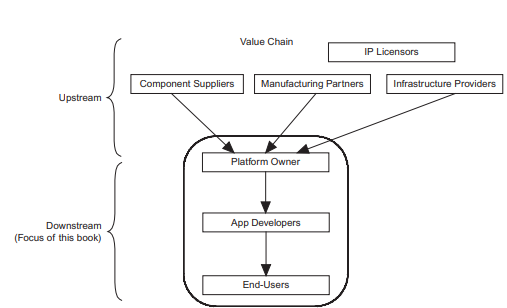 Value Chain
IP Licensors
Component Suppliers
Manufacturing Partners
Infrastructure Providers
Upstream
Platform Owner
App Developers
Downstream
(Focus of this book)
End-Users